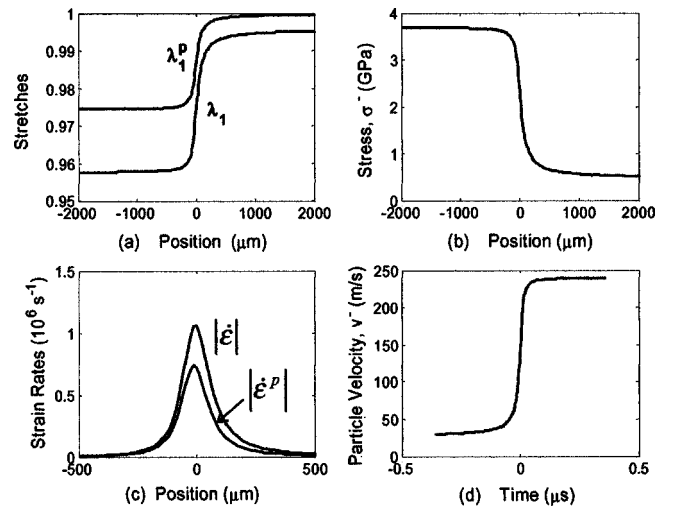 1
0.99
0.98
0.97
0.96
0.95
Stretches
λ₁ᵖ
λ₁
-2000 -1000 0 1000 2000
(a) Position (μm)
4
3
2
1
0
Stress, σ⁻ (GPa)
-2000 -1000 0 1000 2000
(b) Position (μm)
1.5
1
0.5
0
Strain Rates (10⁶ s⁻¹)
|ε̇|
|ε̇ᵖ|
-500 0 500
(c) Position (μm)
250
200
150
100
50
0
Particle Velocity, v⁻ (m/s)
-0.5 0 0.5
(d) Time (μs)